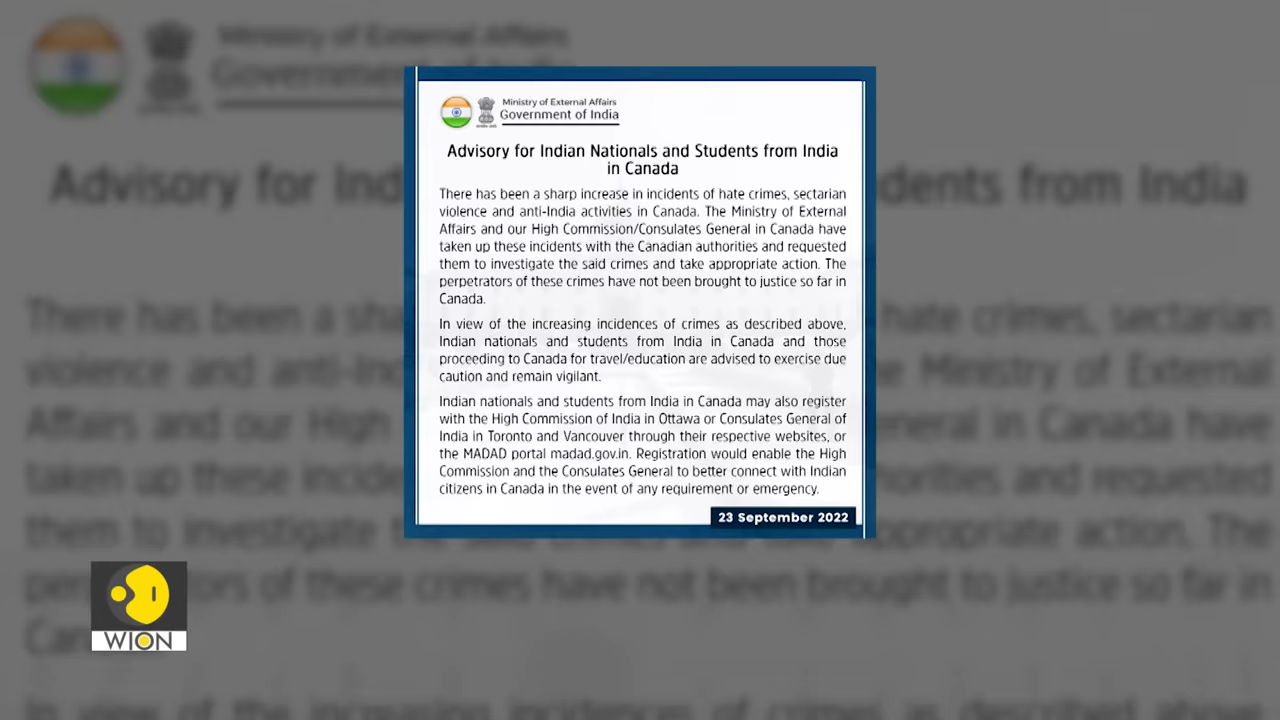 Ministry of External Affairs
Government of India
Advisory for Indian Nationals and Students from India
in Canada
There has been a sharp increase in incidents of hate crimes, sectarian
violence and anti-India activities in Canada. The Ministry of External
Affairs and our High Commission/Consulates General in Canada have
taken up these incidents with the Canadian authorities and requested
them to investigate the said crimes and take appropriate action. The
perpetrators of these crimes have not been brought to justice so far in
Canada.
In view of the increasing incidences of crimes as described above,
Indian nationals and students from India in Canada and those
proceeding to Canada for travel/education are advised to exercise due
caution and remain vigilant.
Indian nationals and students from India in Canada may also register
with the High Commission of India in Ottawa or Consulates General of
India in Toronto and Vancouver through their respective websites, or
the MADAD portal madad.gov.in. Registration would enable the High
Commission and the Consulates General to better connect with Indian
citizens in Canada in the event of any requirement or emergency.
23 September 2022
WION